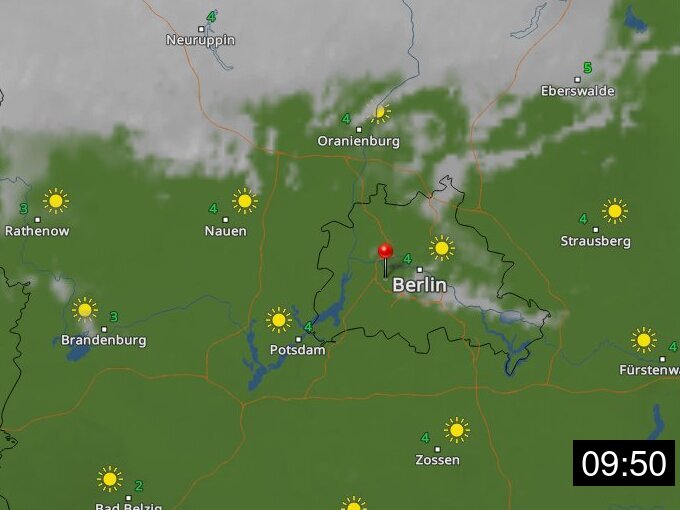 4
Neuruppin
5
Eberswalde
4
Oranienburg
3
Rathenow
4
Nauen
4
Strausberg
4
Berlin
3
Brandenburg
4
Potsdam
4
Fürstenwa
4
Zossen
09:50
2
Bad Belzig